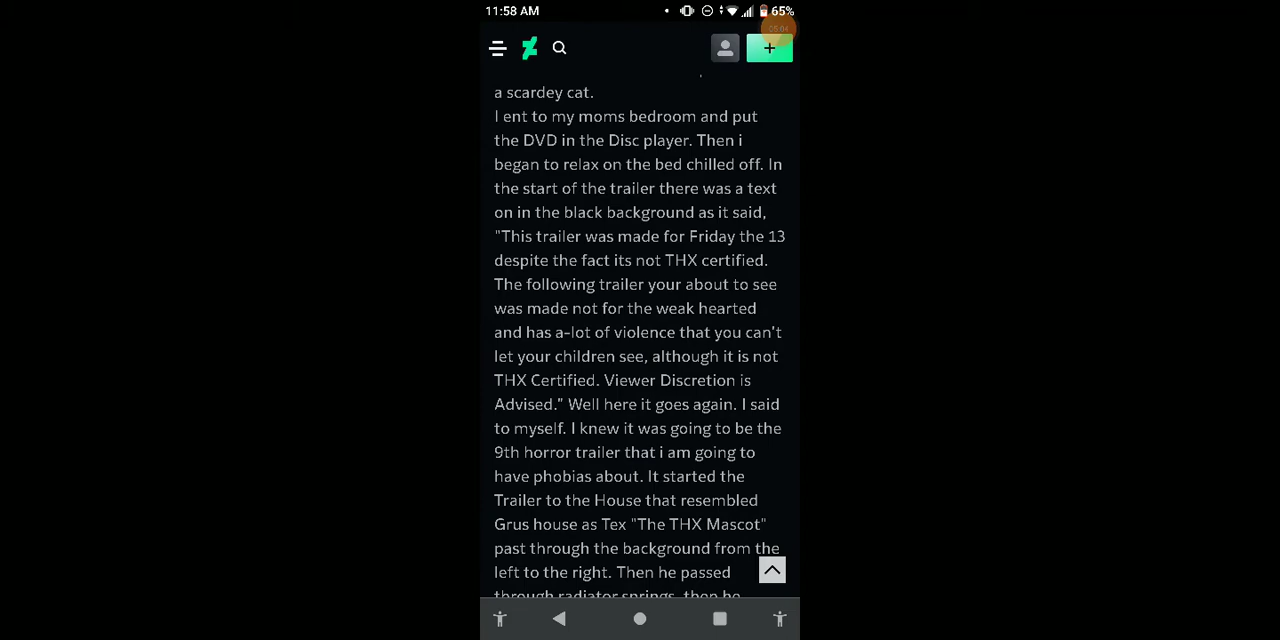 11:58 AM
65%
05:04
+
a scardey cat.
I ent to my moms bedroom and put
the DVD in the Disc player. Then i
began to relax on the bed chilled off. In
the start of the trailer there was a text
on in the black background as it said,
"This trailer was made for Friday the 13
despite the fact its not THX certified.
The following trailer your about to see
was made not for the weak hearted
and has a-lot of violence that you can't
let your children see, although it is not
THX Certified. Viewer Discretion is
Advised." Well here it goes again. I said
to myself. I knew it was going to be the
9th horror trailer that i am going to
have phobias about. It started the
Trailer to the House that resembled
Grus house as Tex "The THX Mascot"
past through the background from the
left to the right. Then he passed
through radiator springs, then he